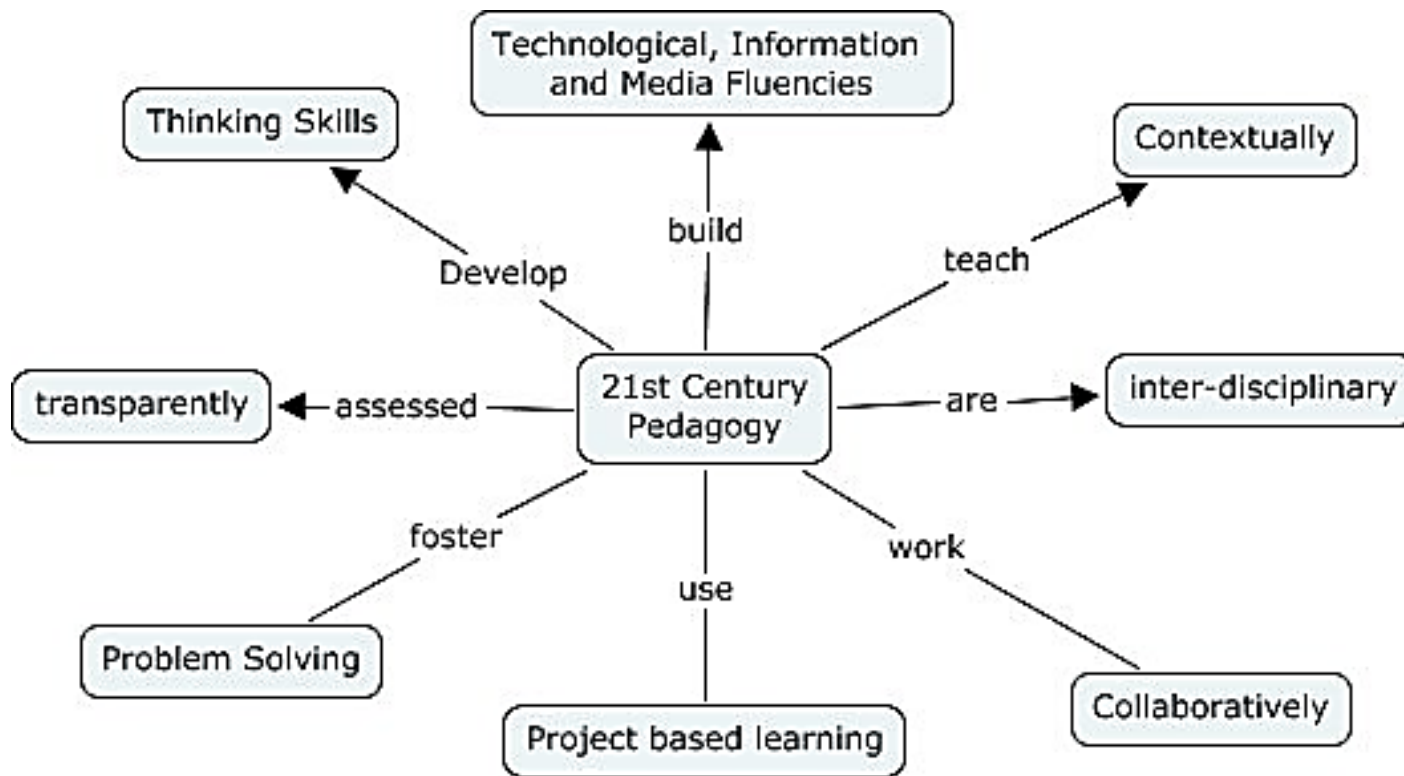 Technological, Information
and Media Fluencies
Thinking Skills
Contextually
build
teach
Develop
21st Century
Pedagogy
transparently
assessed
are
inter-disciplinary
foster
work
use
Problem Solving
Collaboratively
Project based learning